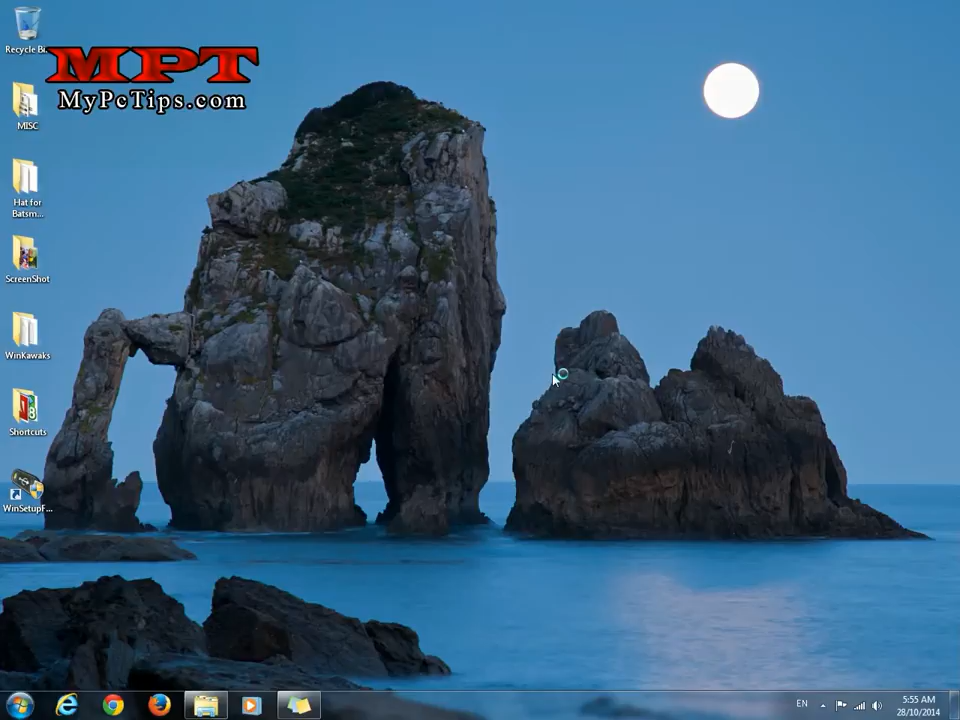 Recycle Bi...
MPT
MyPcTips.com
MISC
Hat for
Batsm...
ScreenShot
WinKawaks
Shortcuts
WinSetupF...
EN
5:55 AM
28/10/2014